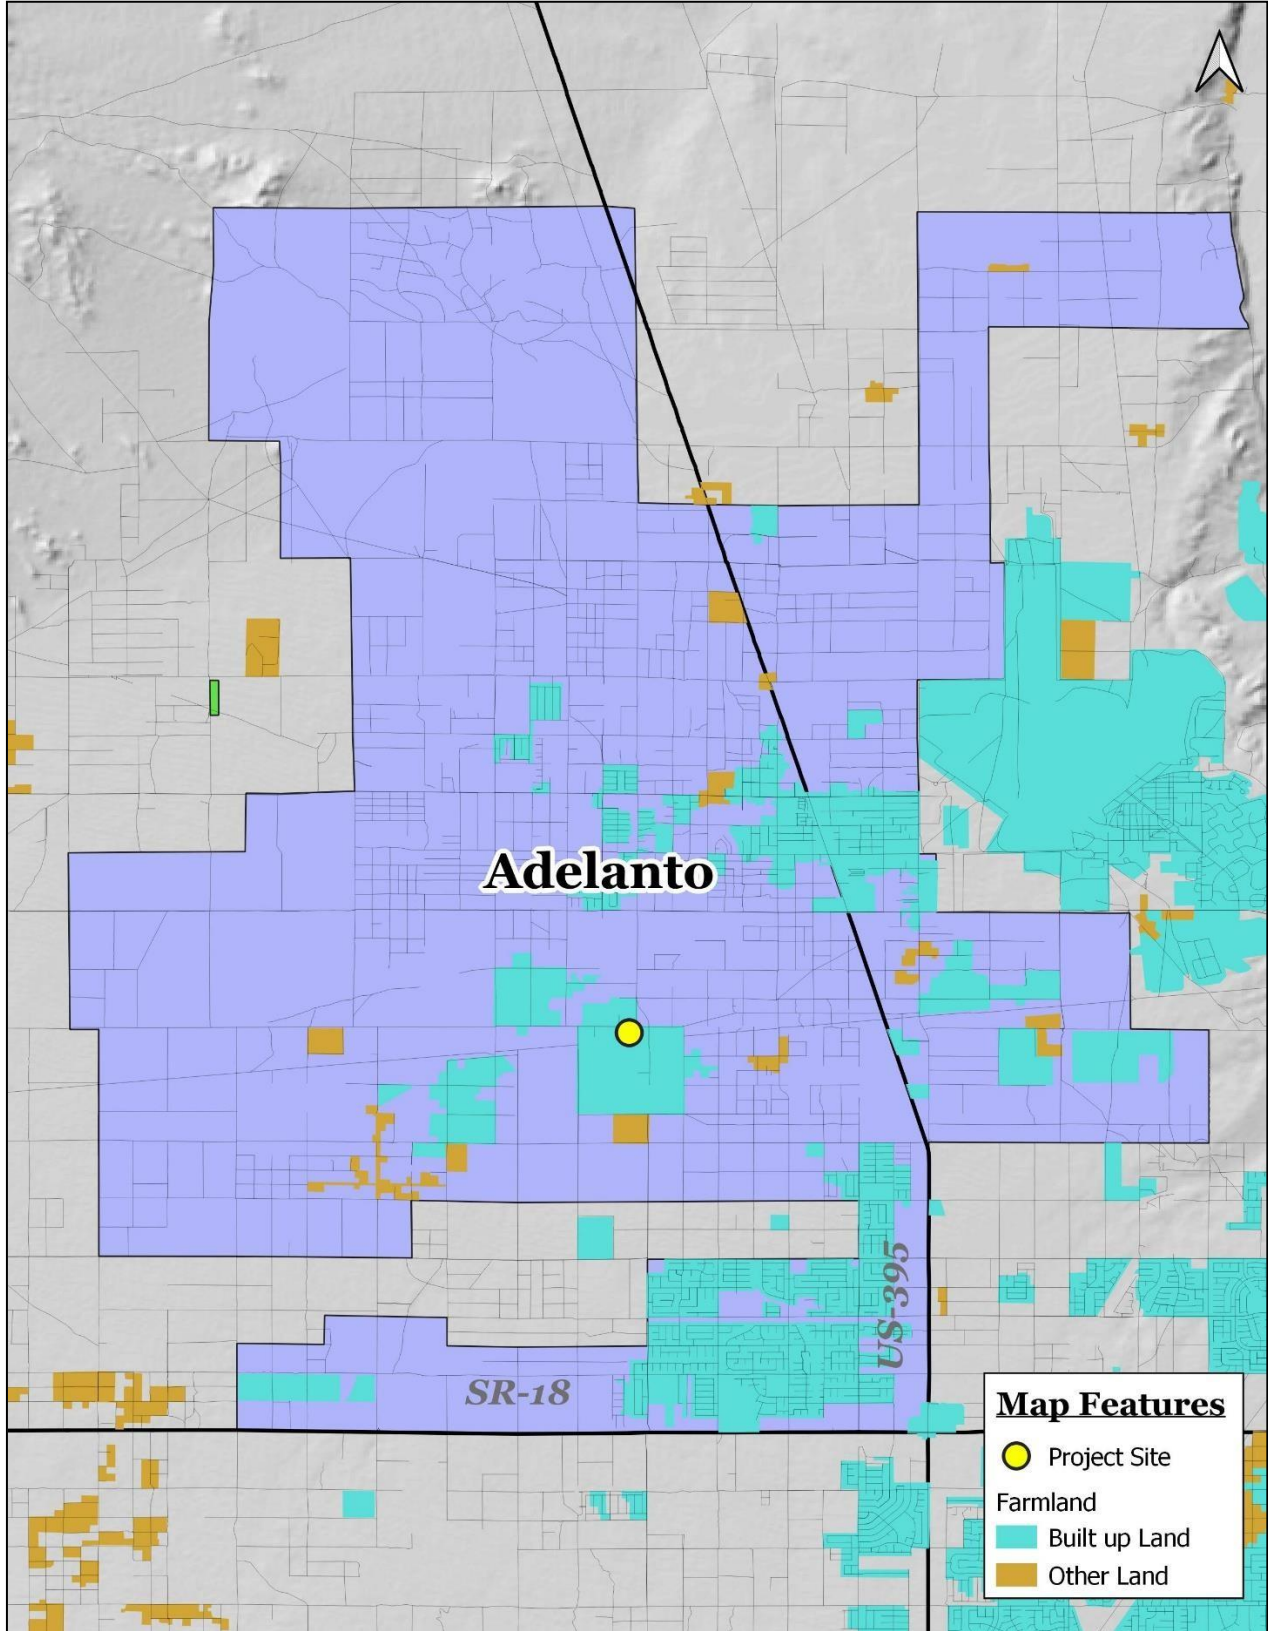 Adelanto
US-395
SR-18
Map Features
Project Site
Farmland
Built up Land
Other Land